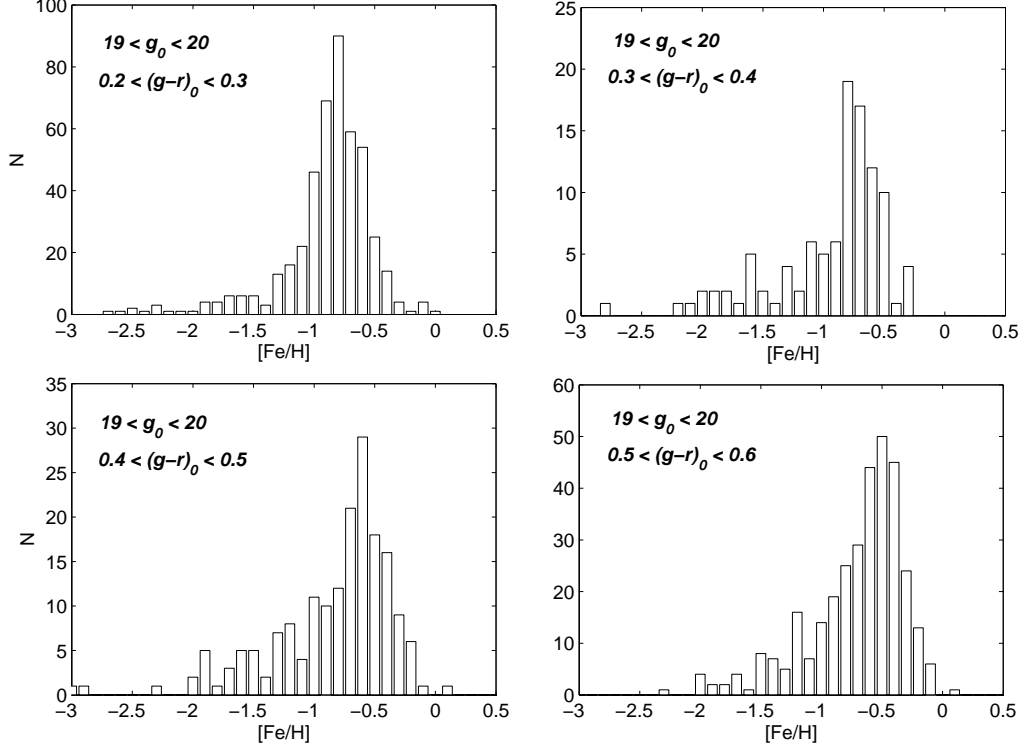 100
80
60
40
20
0
N
19 < g0 < 20
0.2 < (g−r)0 < 0.3
−3 −2.5 −2 −1.5 −1 −0.5 0 0.5
[Fe/H]
25
20
15
10
5
0
19 < g0 < 20
0.3 < (g−r)0 < 0.4
−3 −2.5 −2 −1.5 −1 −0.5 0 0.5
[Fe/H]
35
30
25
20
15
10
5
0
N
19 < g0 < 20
0.4 < (g−r)0 < 0.5
−3 −2.5 −2 −1.5 −1 −0.5 0 0.5
[Fe/H]
60
50
40
30
20
10
0
19 < g0 < 20
0.5 < (g−r)0 < 0.6
−3 −2.5 −2 −1.5 −1 −0.5 0 0.5
[Fe/H]